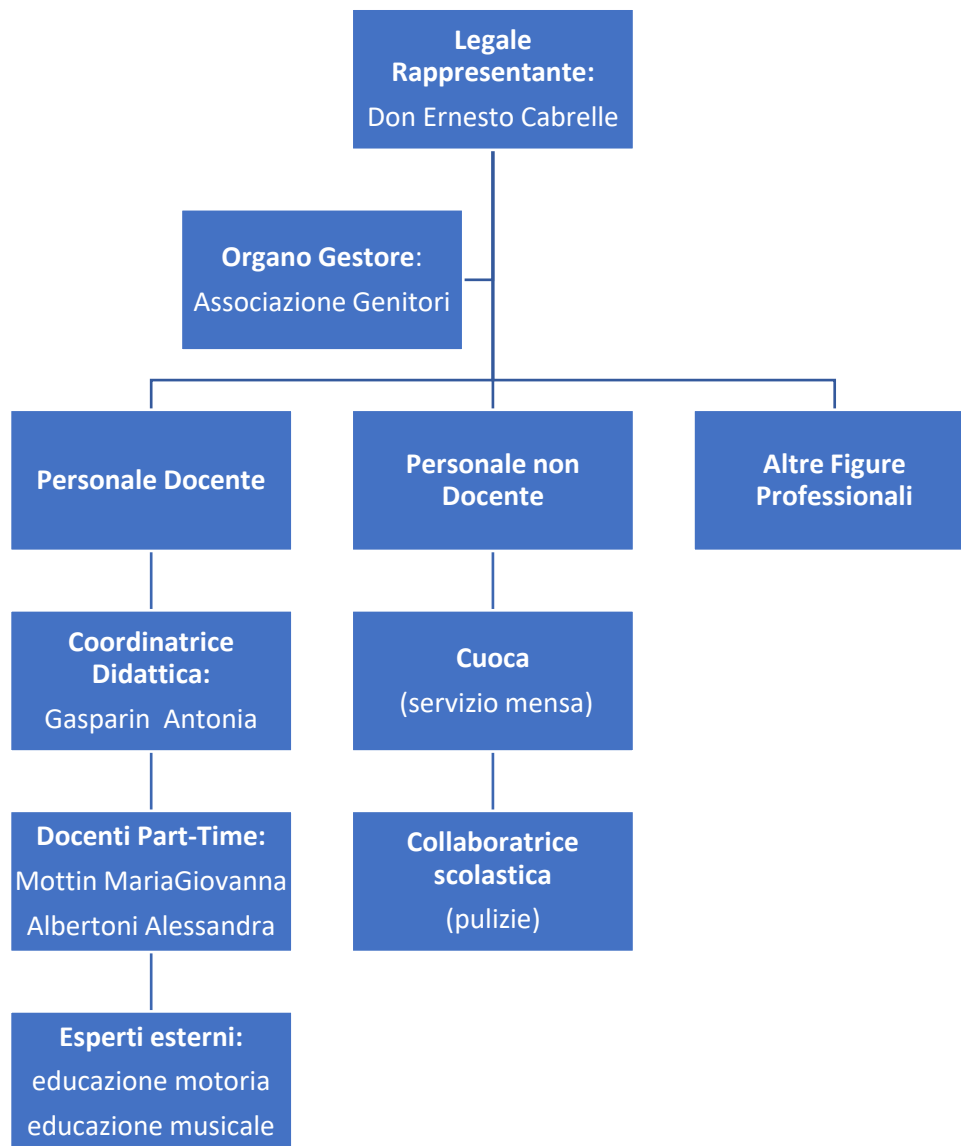 Legale
Rappresentante:
Don Ernesto Cabrelle
Organo Gestore:
Associazione Genitori
Personale Docente
Personale non
Docente
Altre Figure
Professionali
Coordinatrice
Didattica:
Gasparin  Antonia
Cuoca
(servizio mensa)
Docenti Part-Time:
Mottin MariaGiovanna
Albertoni Alessandra
Collaboratrice
scolastica
(pulizie)
Esperti esterni:
educazione motoria
educazione musicale